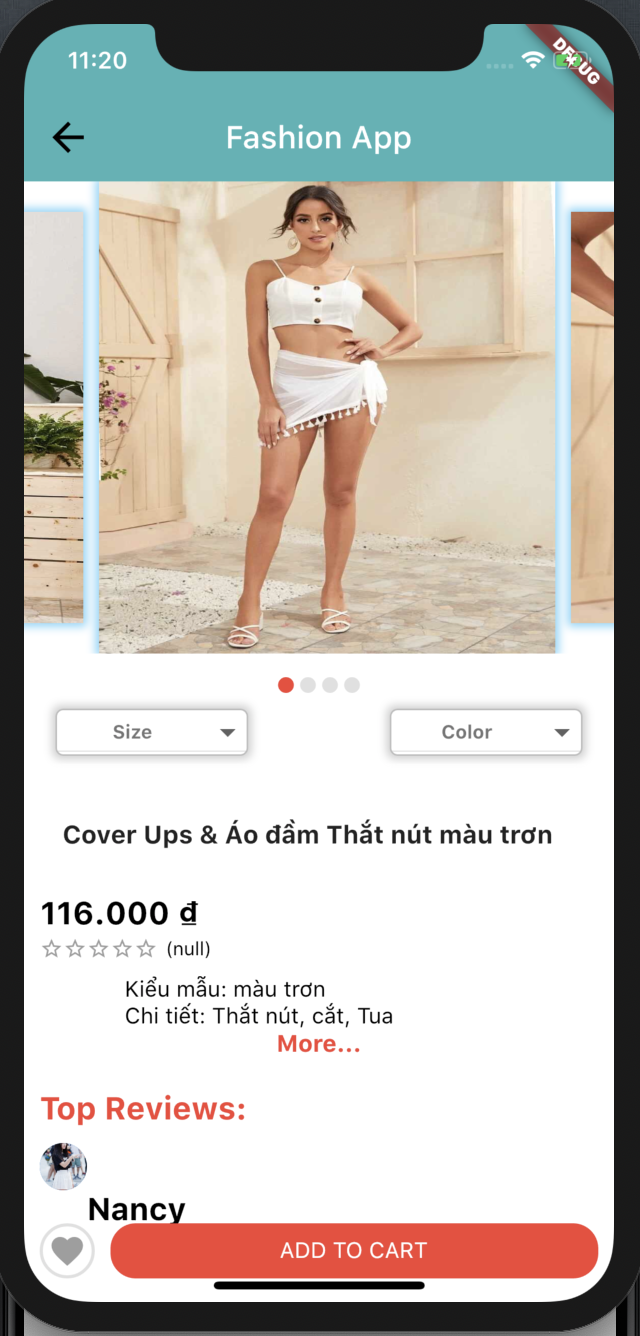 11:20
DEBUG
Fashion App
Size
Color
Cover Ups & Áo đầm Thắt nút màu trơn
116.000 ₫
(null)
Kiểu mẫu: màu trơn
Chi tiết: Thắt nút, cắt, Tua
More...
Top Reviews:
Nancy
ADD TO CART